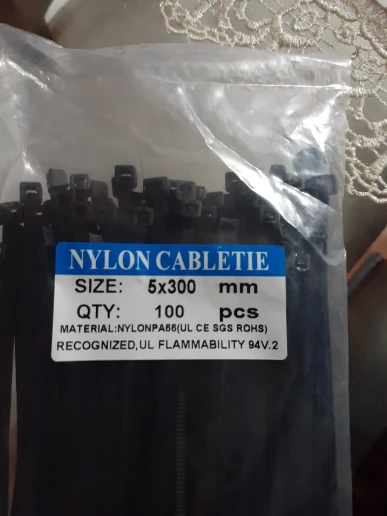 NYLON CABLETIE
SIZE: 5x300 mm
QTY: 100 pcs
MATERIAL:NYLONPA66(UL CE SGS ROHS)
RECOGNIZED,UL FLAMMABILITY 94V.2